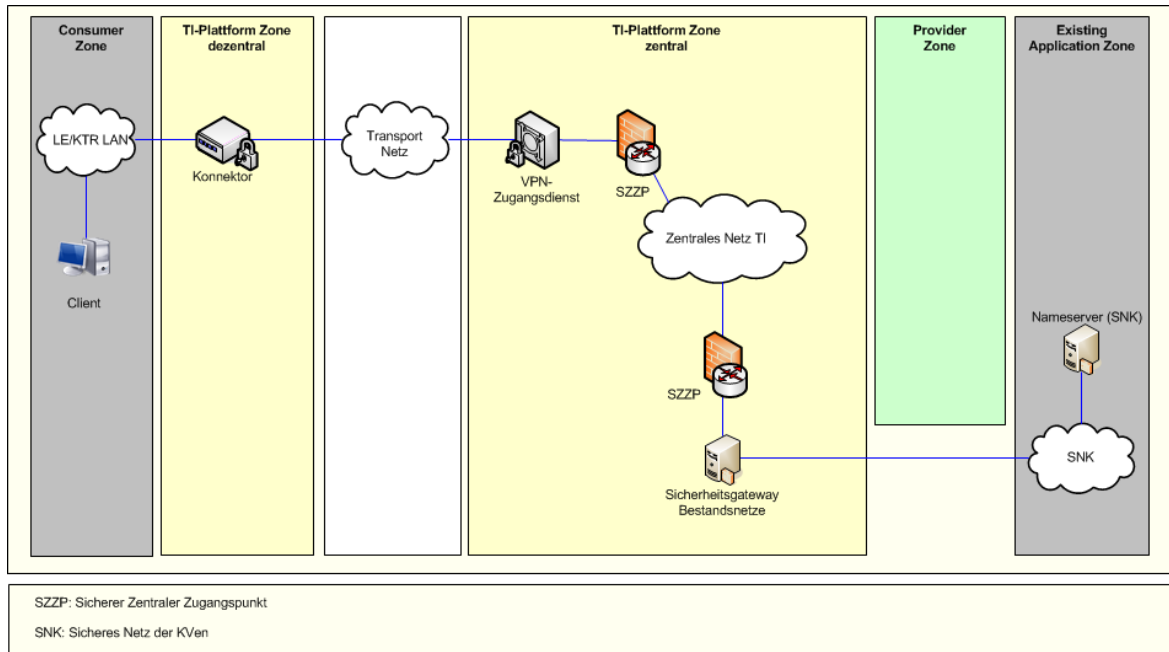 Consumer
Zone
TI-Plattform Zone
dezentral
TI-Plattform Zone
zentral
Provider
Zone
Existing
Application Zone
LE/KTR LAN
Konnektor
Transport
Netz
VPN-
Zugangsdienst
SZZP
Zentrales Netz TI
Client
Nameserver (SNK)
SZZP
SNK
Sicherheitsgateway
Bestandsnetze
SZZP: Sicherer Zentraler Zugangspunkt
SNK: Sicheres Netz der KVen